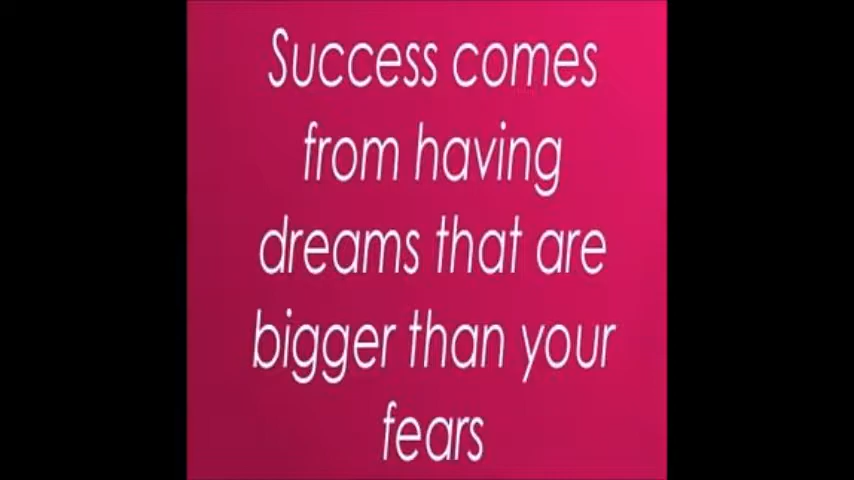 Success comes
from having
dreams that are
bigger than your
fears